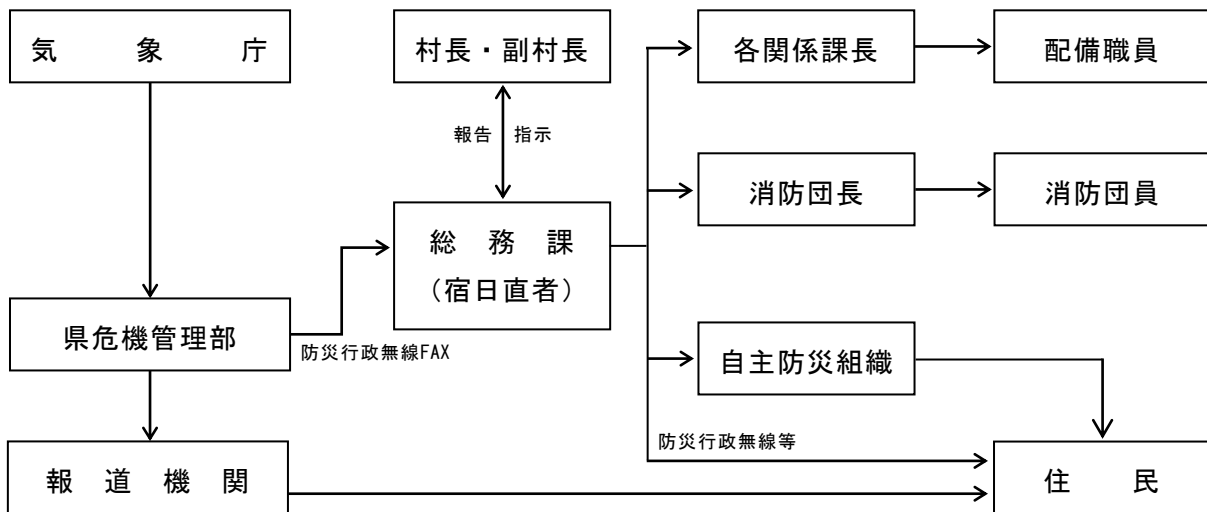 気　象　庁
村長・副村長
各関係課長
配備職員
報告 指示
消防団長
消防団員
総　務　課
（宿日直者）
県危機管理部
防災行政無線FAX
自主防災組織
防災行政無線等
報　道　機　関
住　民